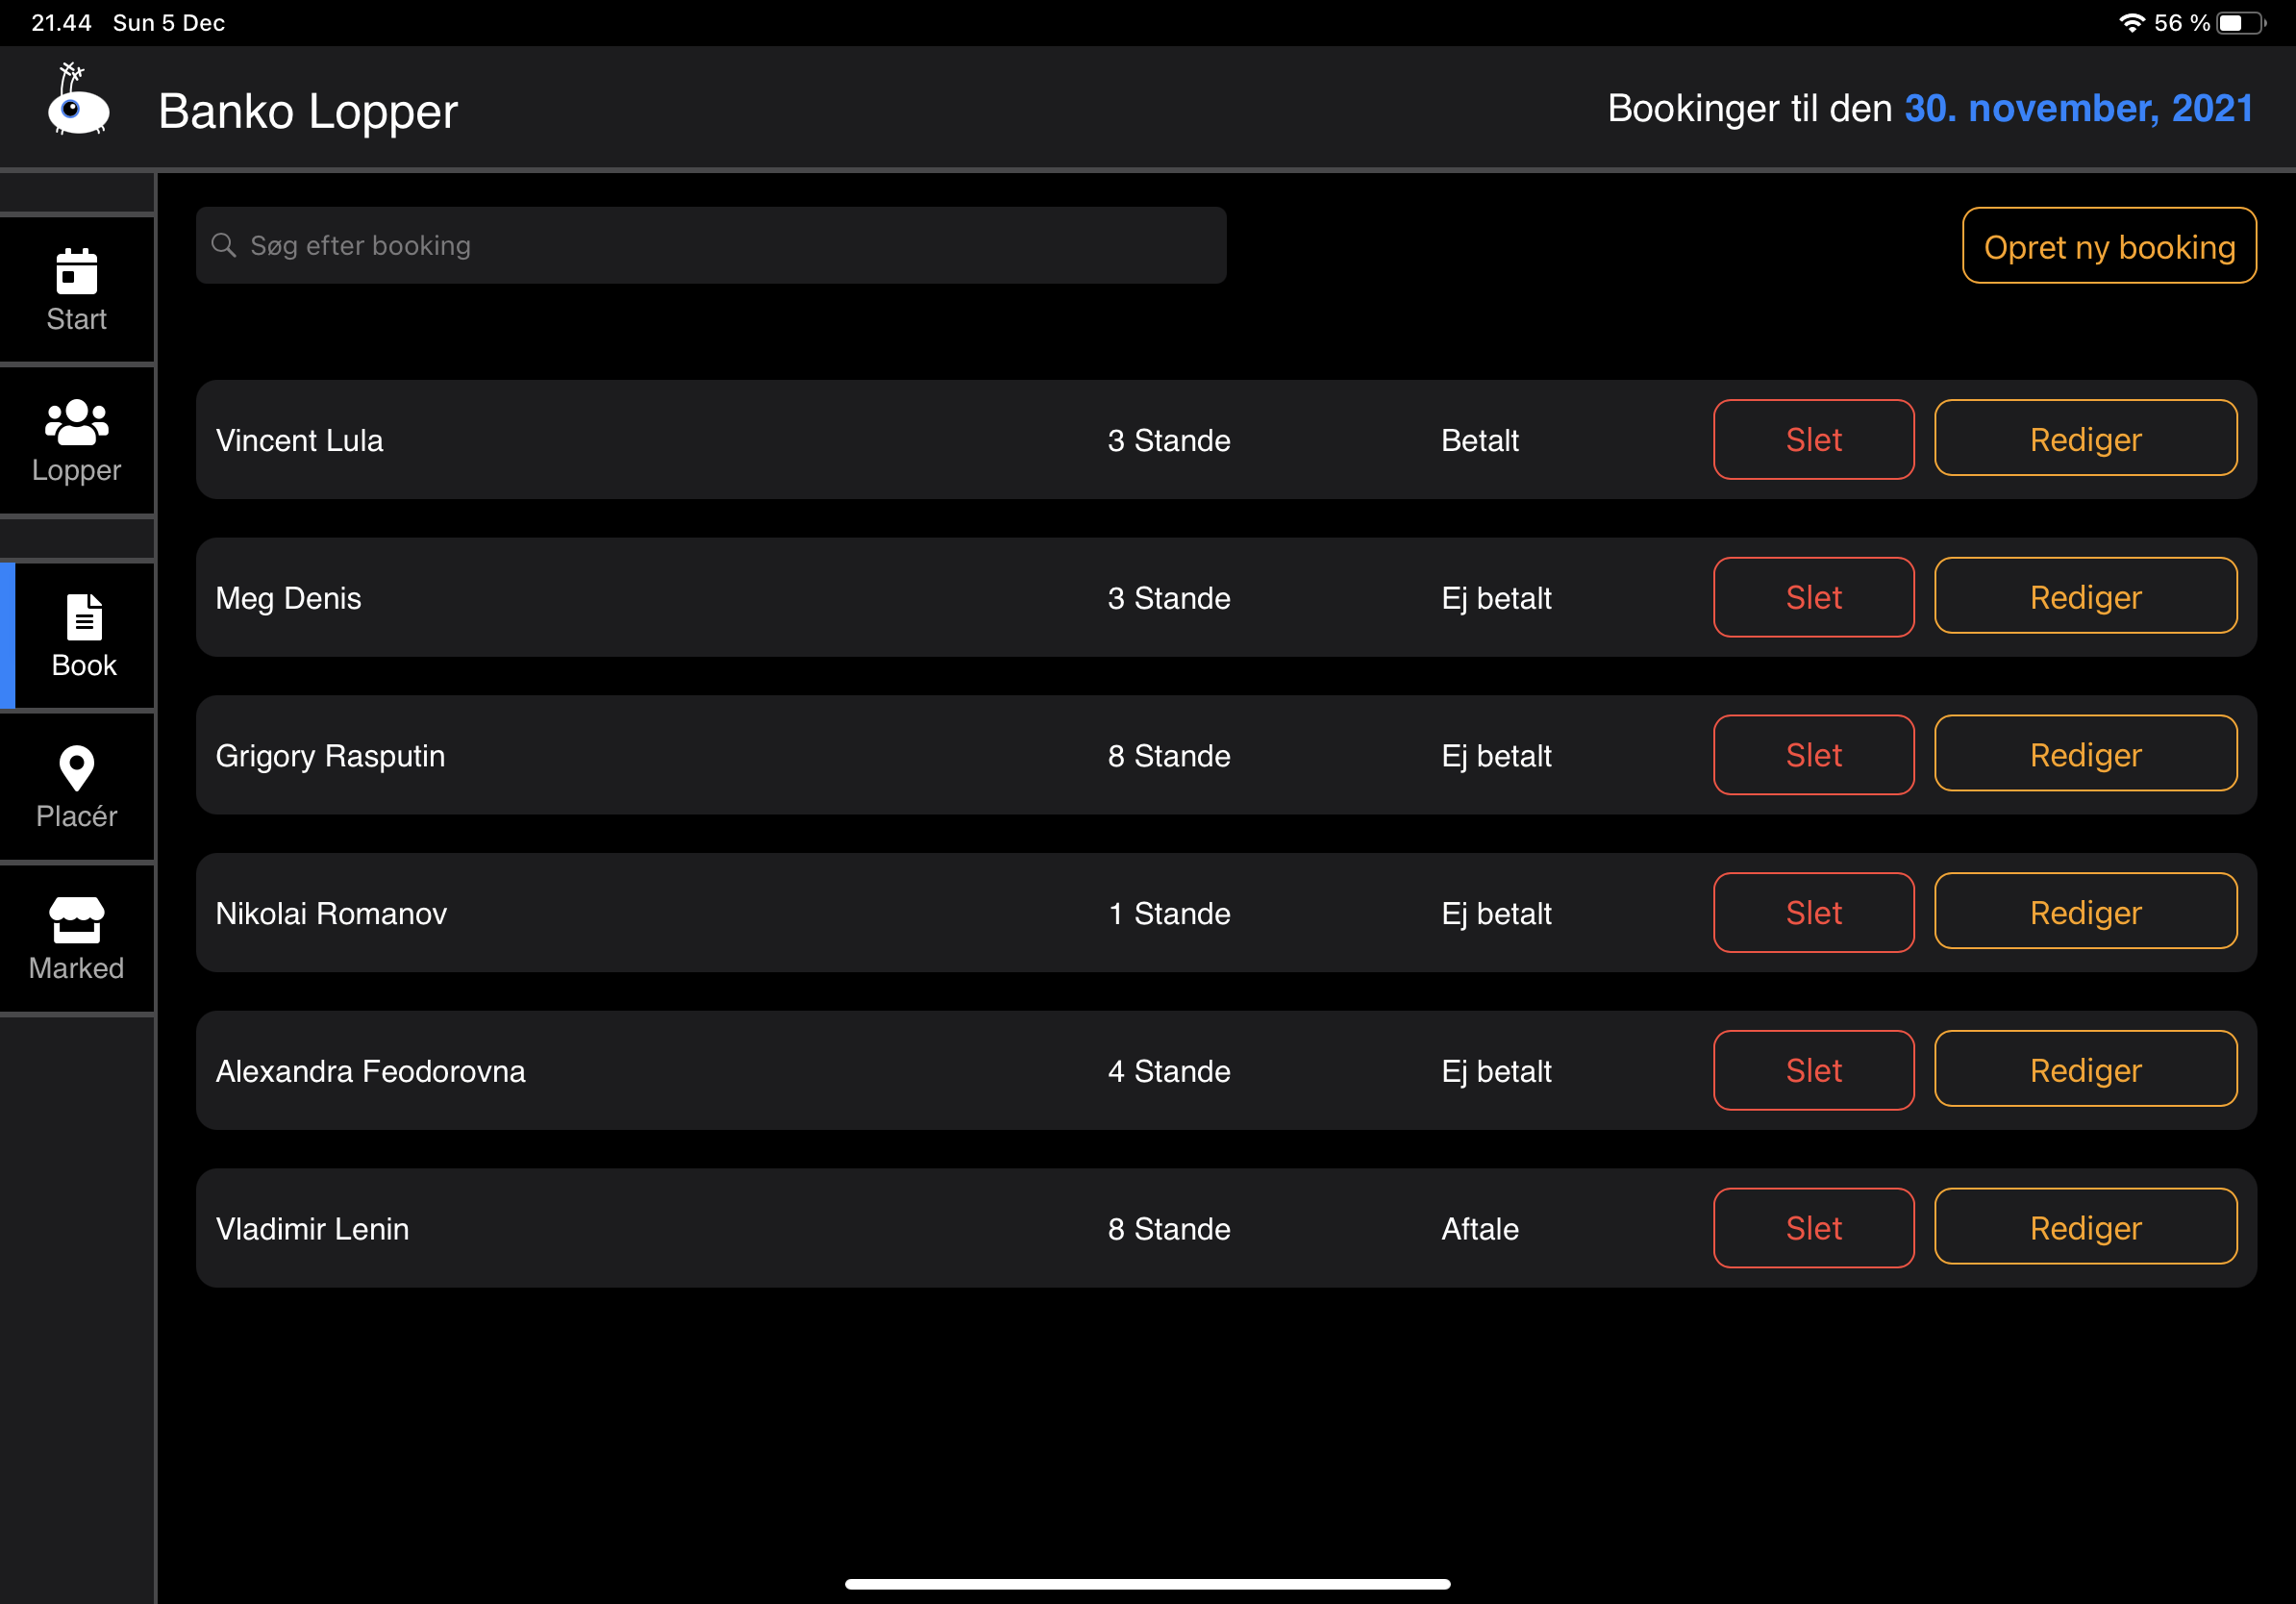 21.44 Sun 5 Dec 56 %
Banko Lopper Bookinger til den 30. november, 2021
Søg efter booking Opret ny booking
Start
Lopper
Book
Placér
Marked
Vincent Lula 3 Stande Betalt Slet Rediger
Meg Denis 3 Stande Ej betalt Slet Rediger
Grigory Rasputin 8 Stande Ej betalt Slet Rediger
Nikolai Romanov 1 Stande Ej betalt Slet Rediger
Alexandra Feodorovna 4 Stande Ej betalt Slet Rediger
Vladimir Lenin 8 Stande Aftale Slet Rediger